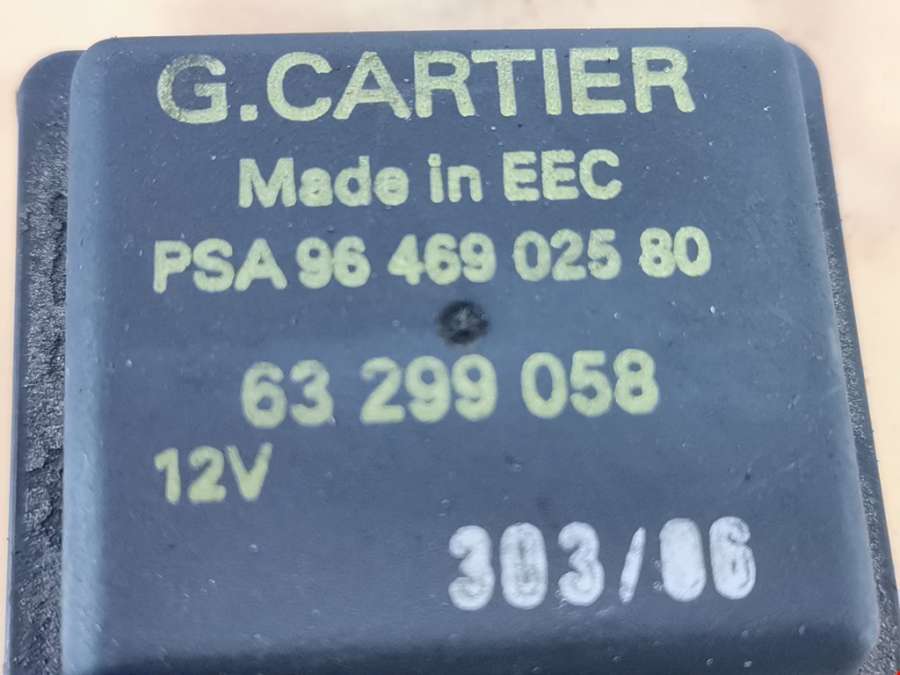 G.CARTIER
Made in EEC
PSA 96 469 025 80
63 299 058
12V
303/06